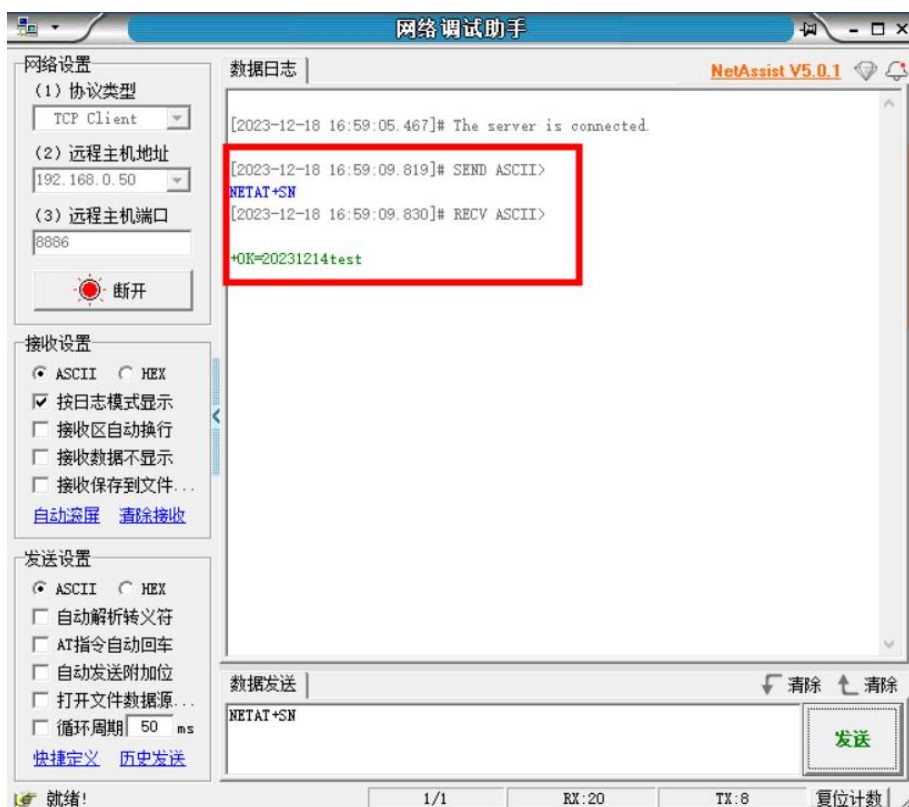 网络调试助手
网络设置
(1) 协议类型
TCP Client
(2) 远程主机地址
192.168.0.50
(3) 远程主机端口
8886
断开
接收设置
ASCII HEX
按日志模式显示
接收区自动换行
接收数据不显示
接收保存到文件...
自动滚屏 清除接收
发送设置
ASCII HEX
自动解析转义符
AT指令自动回车
自动发送附加位
打开文件数据源...
循环周期 50 ms
快捷定义 历史发送
数据日志
NetAssist V5.0.1
[2023-12-18 16:59:05.467]# The server is connected.
[2023-12-18 16:59:09.819]# SEND ASCII>
NETAT+SN
[2023-12-18 16:59:09.830]# RECV ASCII>
+OK=20231214test
数据发送
清除 清除
NETAT+SN
发送
就绪!
1/1
RX:20
TX:8
复位计数